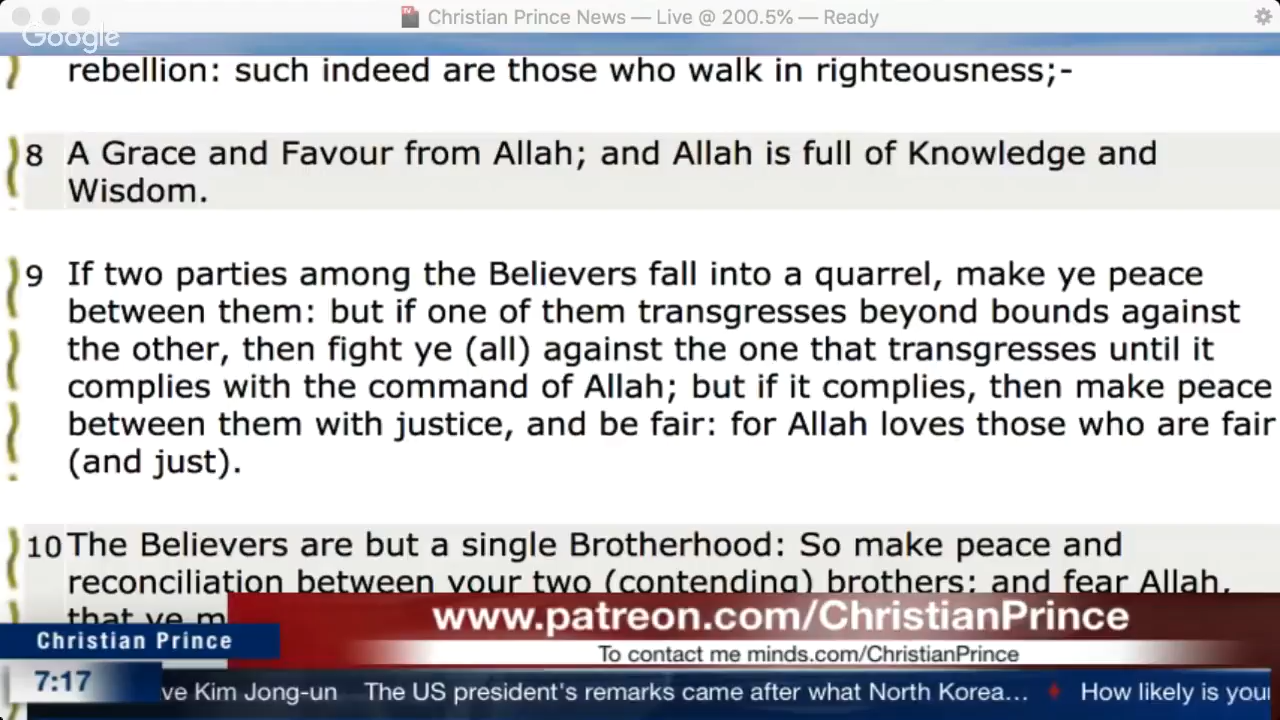 Christian Prince News — Live @ 200.5% — Ready
Google
rebellion: such indeed are those who walk in righteousness;-
8 A Grace and Favour from Allah; and Allah is full of Knowledge and
Wisdom.
9 If two parties among the Believers fall into a quarrel, make ye peace
between them: but if one of them transgresses beyond bounds against
the other, then fight ye (all) against the one that transgresses until it
complies with the command of Allah; but if it complies, then make peace
between them with justice, and be fair: for Allah loves those who are fair
(and just).
10 The Believers are but a single Brotherhood: So make peace and
reconciliation between your two (contending) brothers; and fear Allah,
that ye m
www.patreon.com/ChristianPrince
Christian Prince
To contact me minds.com/ChristianPrince
7:17
ve Kim Jong-un The US president's remarks came after what North Korea... How likely is your